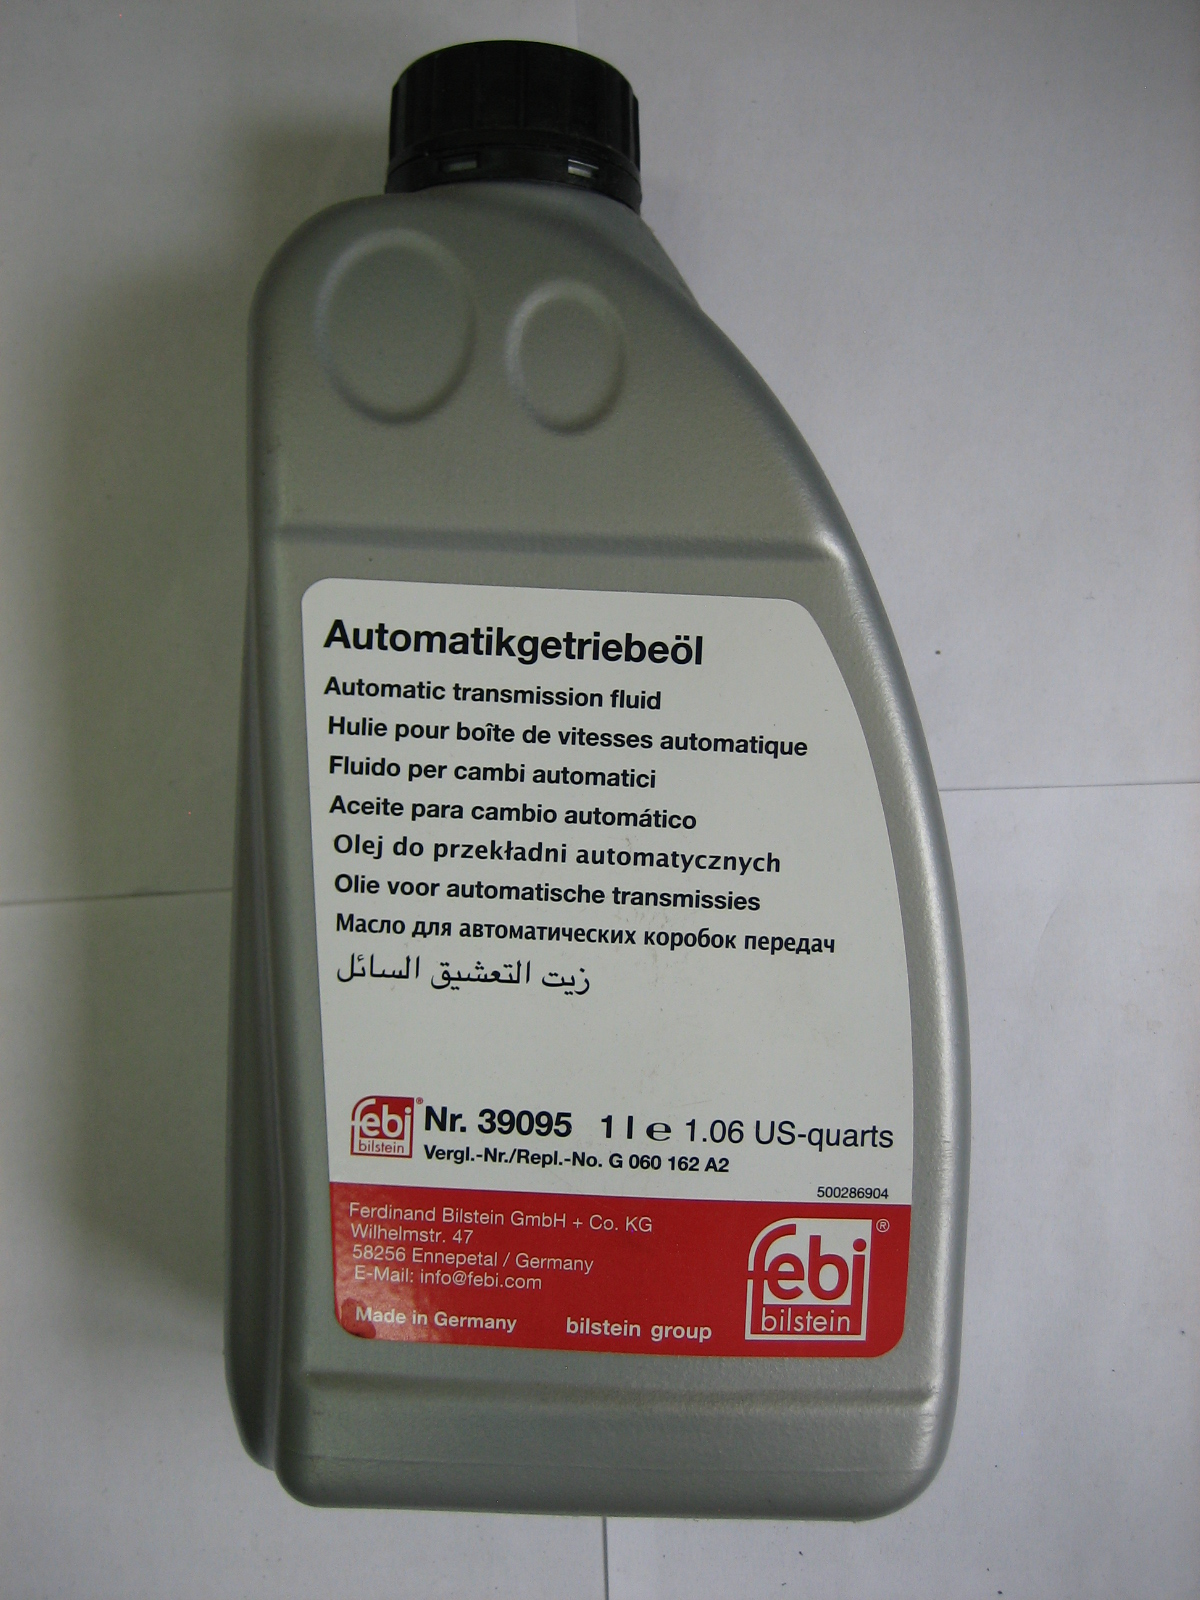 Automatikgetriebeöl
Automatic transmission fluid
Hulie pour boîte de vitesses automatique
Fluido per cambi automatici
Aceite para cambio automático
Olej do przekładni automatycznych
Olie voor automatische transmissies
Масло для автоматических коробок передач
زيت التعشيق السائل
febi® Nr. 39095 1 l ℮ 1.06 US-quarts
bilstein Vergl.-Nr./Repl.-No. G 060 162 A2
500286904
Ferdinand Bilstein GmbH + Co. KG
Wilhelmstr. 47
58256 Ennepetal / Germany
E-Mail: info@febi.com
Made in Germany bilstein group
febi®
bilstein